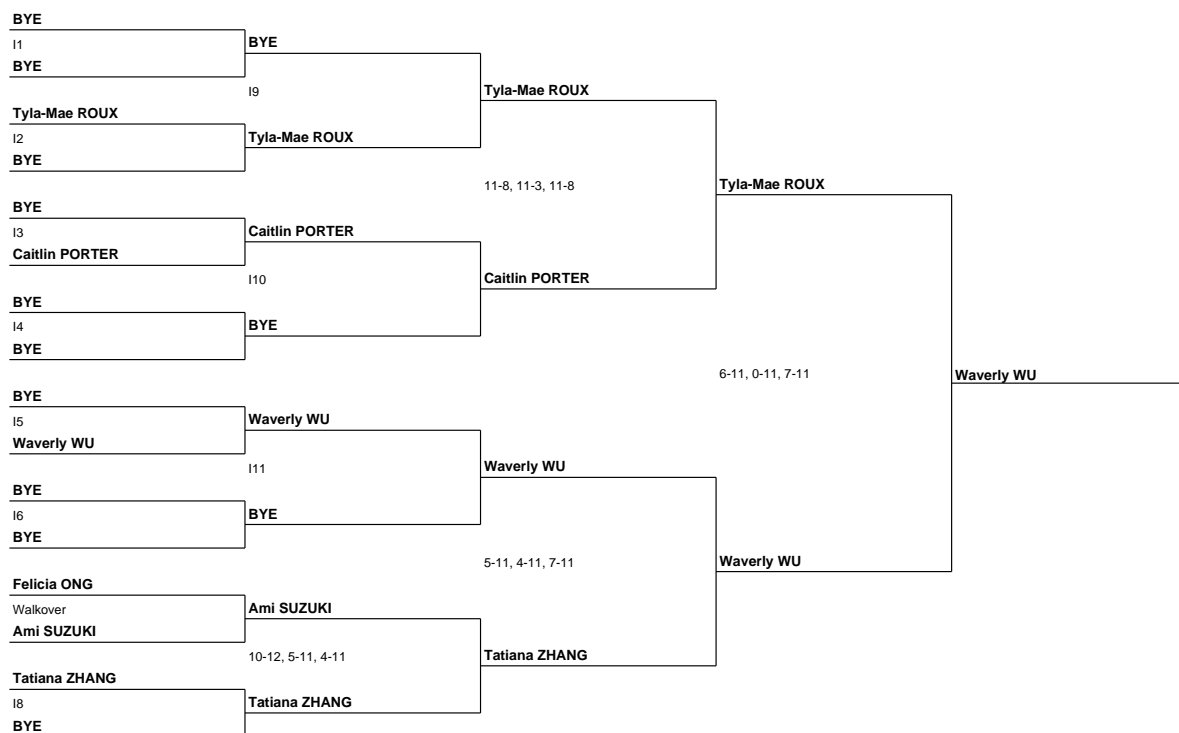 BYE
I1
BYE
BYE
I9
Tyla-Mae ROUX
Tyla-Mae ROUX
I2
Tyla-Mae ROUX
BYE
11-8, 11-3, 11-8
Tyla-Mae ROUX
BYE
I3
Caitlin PORTER
Caitlin PORTER
I10
Caitlin PORTER
BYE
I4
BYE
BYE
6-11, 0-11, 7-11
Waverly WU
BYE
I5
Waverly WU
Waverly WU
I11
Waverly WU
BYE
I6
BYE
BYE
5-11, 4-11, 7-11
Waverly WU
Felicia ONG
Walkover
Ami SUZUKI
Ami SUZUKI
10-12, 5-11, 4-11
Tatiana ZHANG
Tatiana ZHANG
I8
Tatiana ZHANG
BYE